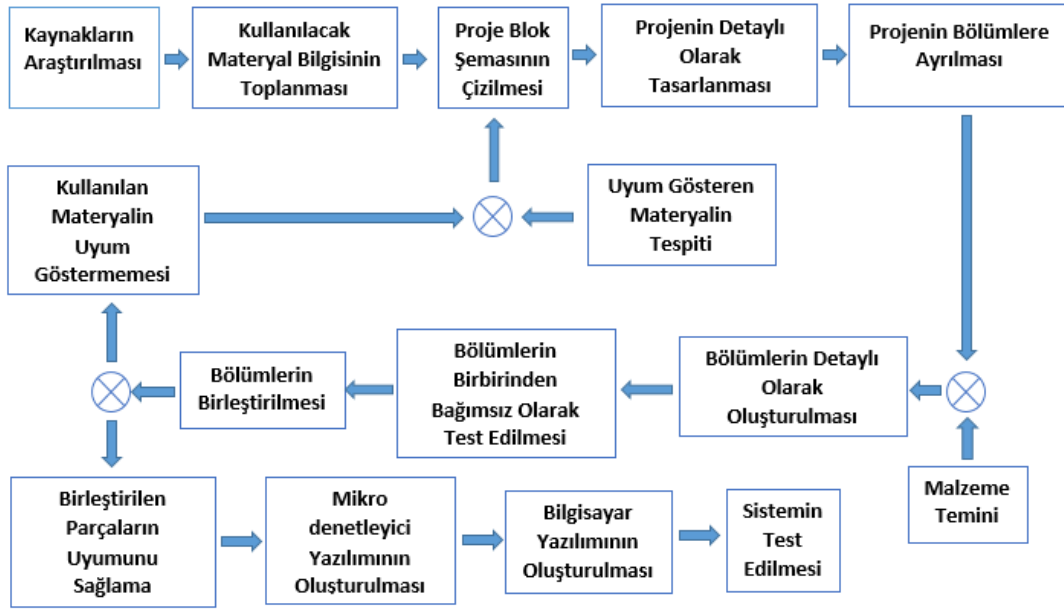 Kaynakların
Araştırılması
Kullanılacak
Materyal Bilgisinin
Toplanması
Proje Blok
Şemasının
Çizilmesi
Projenin Detaylı
Olarak
Tasarlanması
Projenin Bölümlere
Ayrılması
Kullanılan
Materyalin
Uyum
Göstermemesi
Uyum Gösteren
Materyalin
Tespiti
Bölümlerin
Birleştirilmesi
Bölümlerin
Birbirinden
Bağımsız Olarak
Test Edilmesi
Bölümlerin Detaylı
Olarak
Oluşturulması
Malzeme
Temini
Birleştirilen
Parçaların
Uyumunu
Sağlama
Mikro
denetleyici
Yazılımının
Oluşturulması
Bilgisayar
Yazılımının
Oluşturulması
Sistemin
Test
Edilmesi